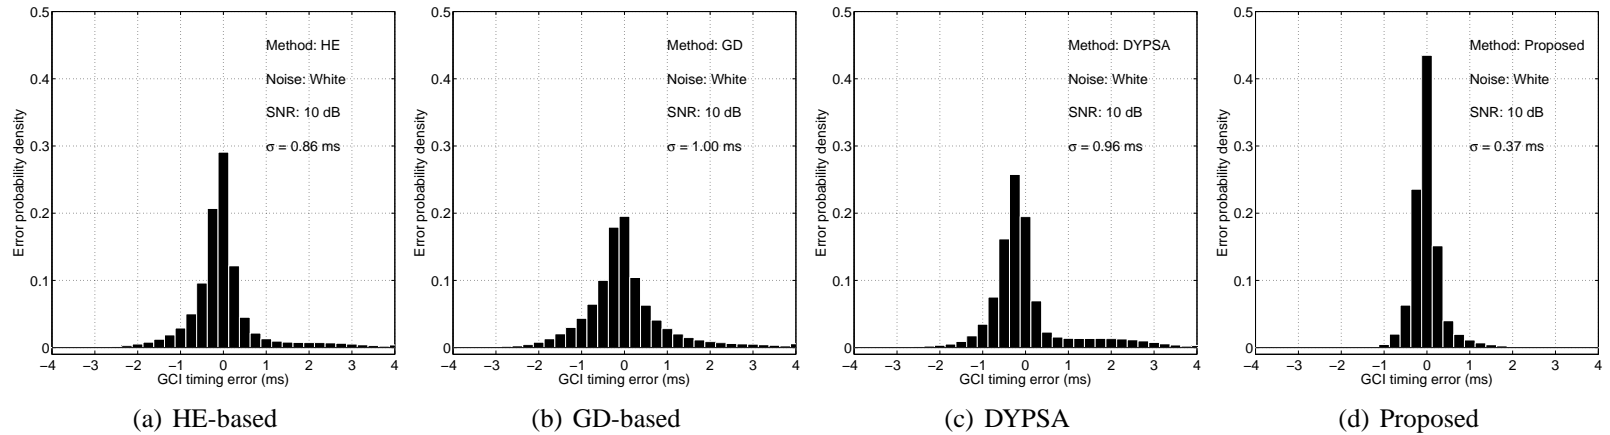 0.5
0.4
0.3
0.2
0.1
0
Error probability density
Method: HE
Noise: White
SNR: 10 dB
σ = 0.86 ms
−4 −3 −2 −1 0 1 2 3 4
GCI timing error (ms)
(a) HE-based
0.5
0.4
0.3
0.2
0.1
0
Error probability density
Method: GD
Noise: White
SNR: 10 dB
σ = 1.00 ms
−4 −3 −2 −1 0 1 2 3 4
GCI timing error (ms)
(b) GD-based
0.5
0.4
0.3
0.2
0.1
0
Error probability density
Method: DYPSA
Noise: White
SNR: 10 dB
σ = 0.96 ms
−4 −3 −2 −1 0 1 2 3 4
GCI timing error (ms)
(c) DYPSA
0.5
0.4
0.3
0.2
0.1
0
Error probability density
Method: Proposed
Noise: White
SNR: 10 dB
σ = 0.37 ms
−4 −3 −2 −1 0 1 2 3 4
GCI timing error (ms)
(d) Proposed